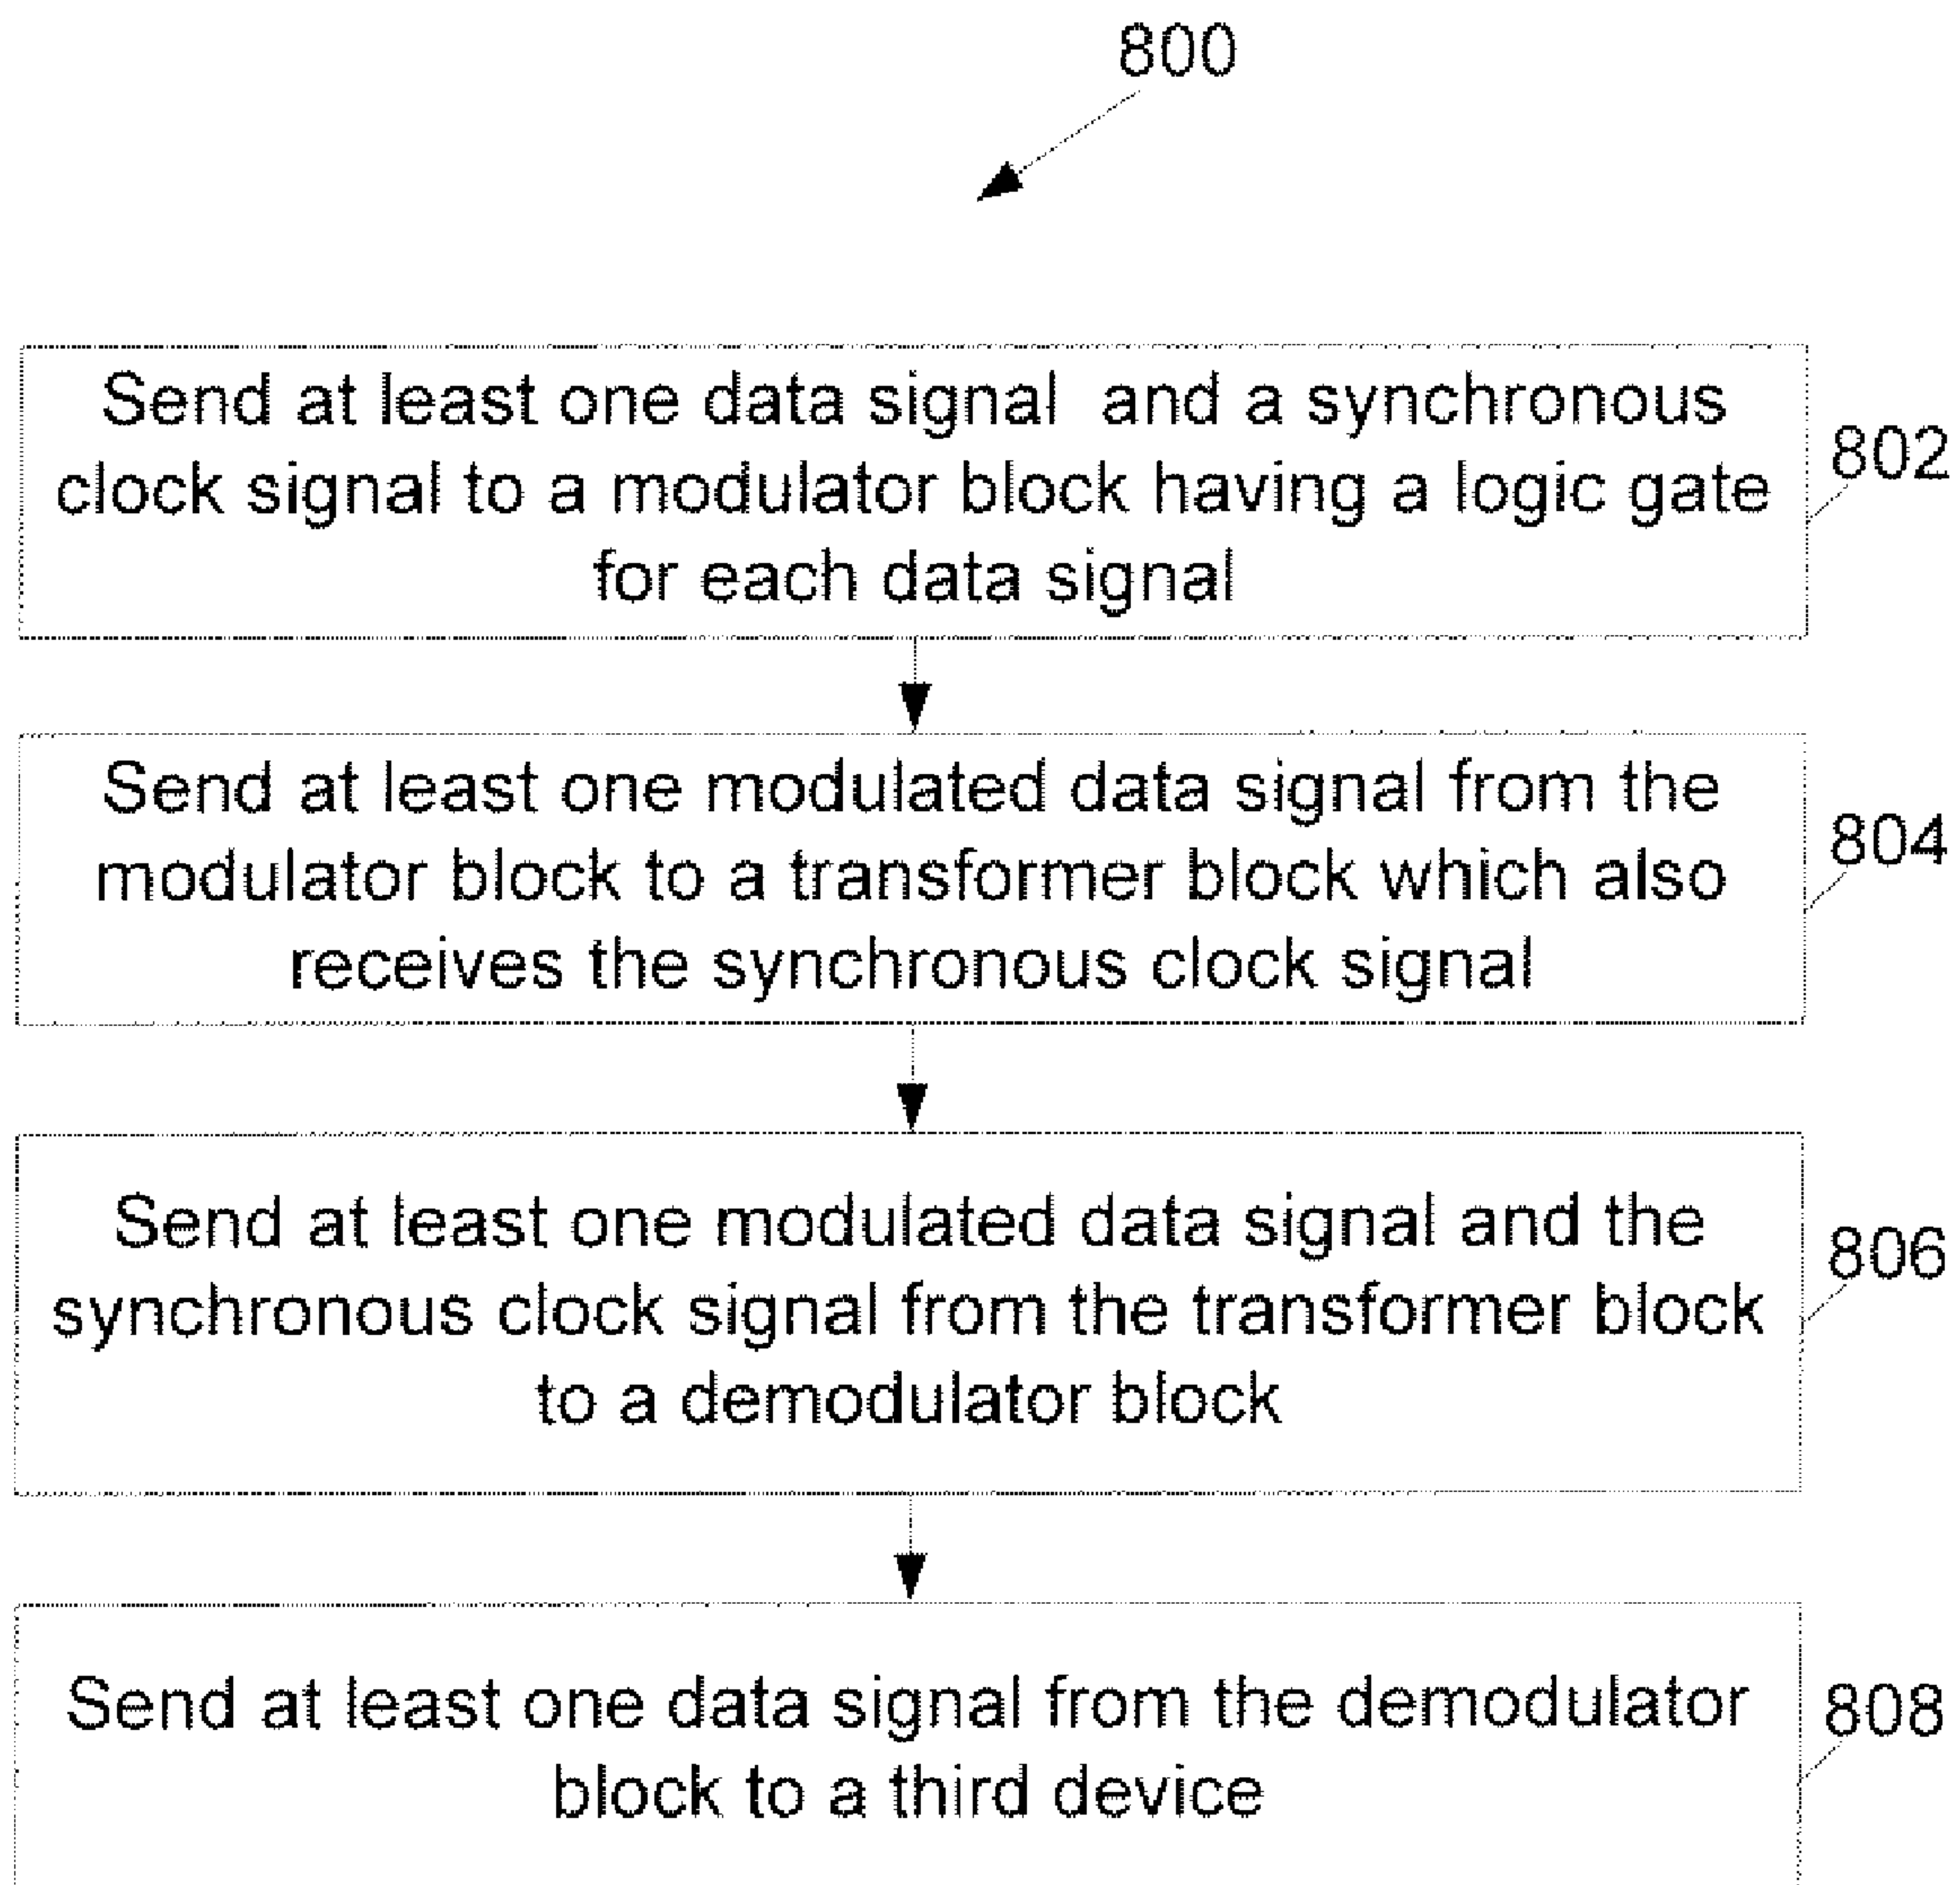 800
Send at least one data signal and a synchronous
clock signal to a modulator block having a logic gate
for each data signal
802
Send at least one modulated data signal from the
modulator block to a transformer block which also
receives the synchronous clock signal
804
Send at least one modulated data signal and the
synchronous clock signal from the transformer block
to a demodulator block
806
Send at least one data signal from the demodulator
block to a third device
808